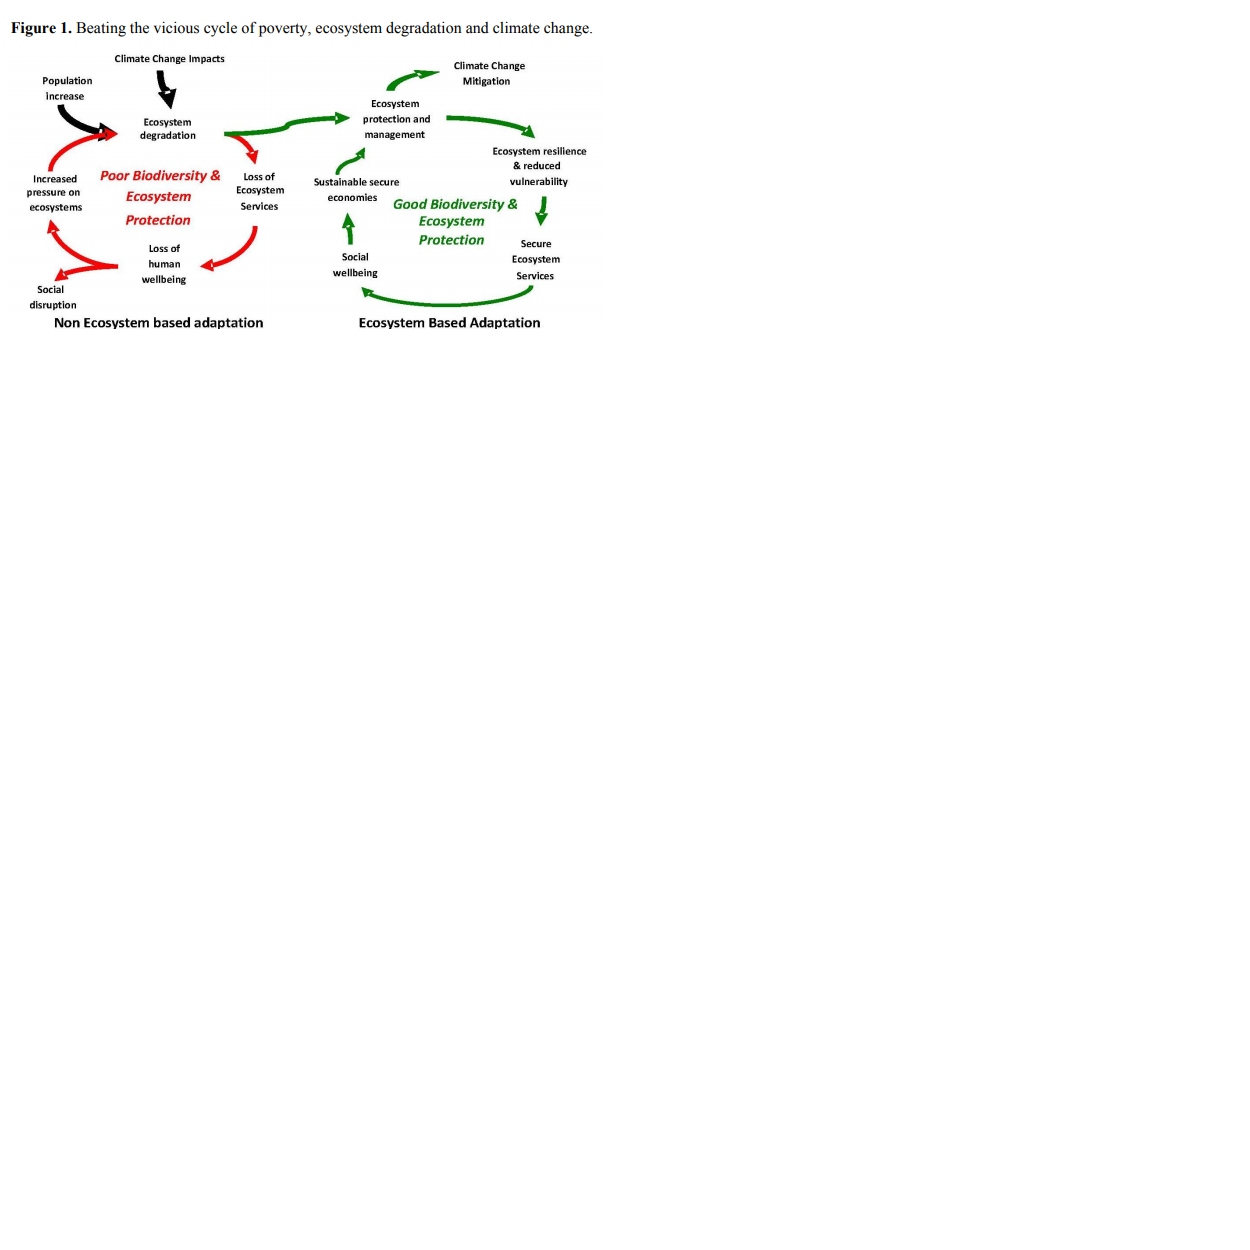 Figure 1. Beating the vicious cycle of poverty, ecosystem degradation and climate change.
Climate Change Impacts
Population
increase
Ecosystem
degradation
Increased
pressure on
ecosystems
Poor Biodiversity &
Ecosystem
Protection
Loss of
Ecosystem
Services
Loss of
human
wellbeing
Social
disruption
Non Ecosystem based adaptation
Climate Change
Mitigation
Ecosystem
protection and
management
Ecosystem resilience
& reduced
vulnerability
Sustainable secure
economies
Good Biodiversity &
Ecosystem
Protection
Secure
Ecosystem
Services
Social
wellbeing
Ecosystem Based Adaptation